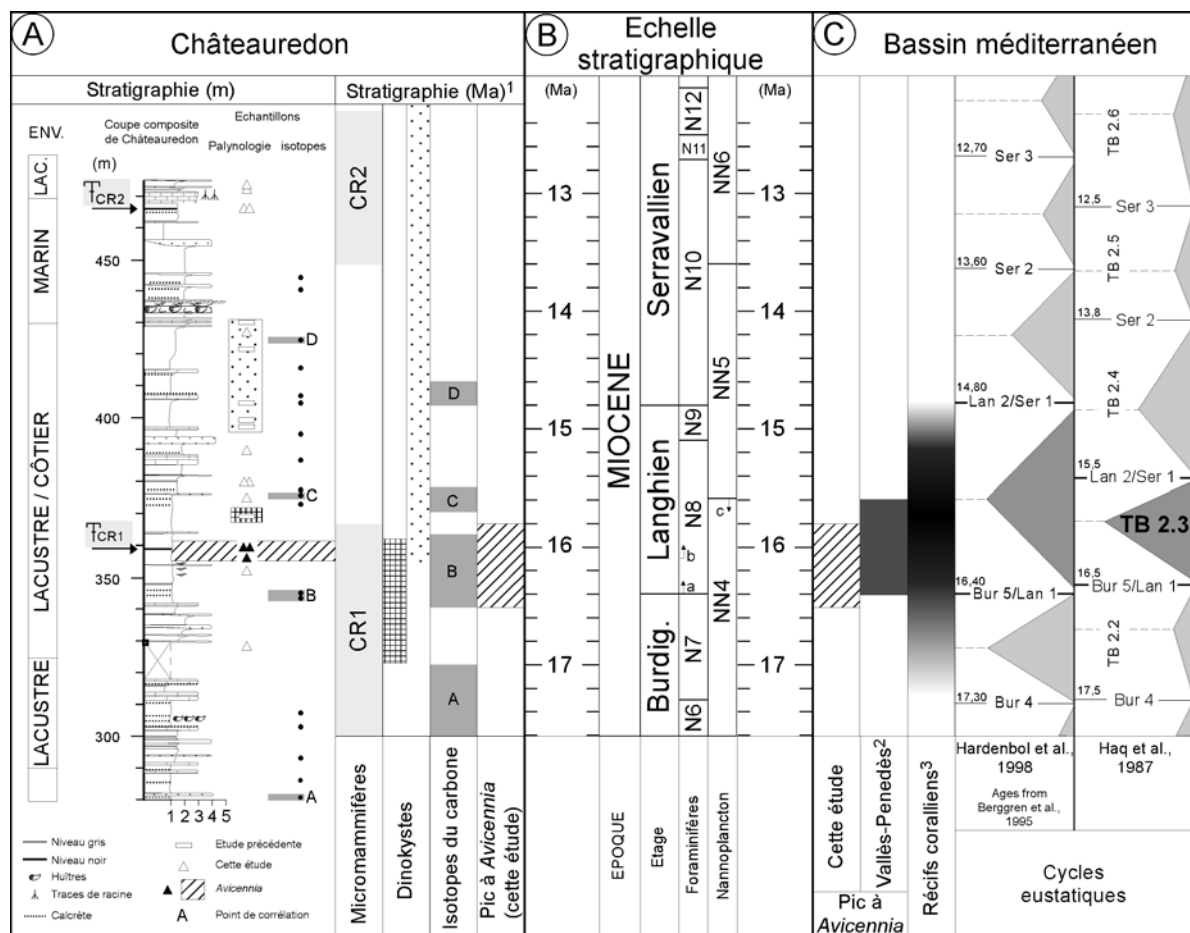 A
Châteauredon
Stratigraphie (m)
Stratigraphie (Ma)¹
ENV.
Coupe composite
de Châteauredon
Echantillons
Palynologie
isotopes
(m)
LAC.
MARIN
LACUSTRE / CÔTIER
LACUSTRE
CR2
CR1
450
400
350
300
D
C
B
A
1 2 3 4 5
CR2
CR1
D
C
B
A
Micromammifères
Dinokystes
Isotopes du carbone
Pic à Avicennia
(cette étude)
Niveau gris
Niveau noir
Huîtres
Traces de racine
Calcrète
Etude précédente
Cette étude
Avicennia
A
Point de corrélation
B
Echelle
stratigraphique
(Ma)
(Ma)
13
14
15
16
17
MIOCENE
Serravallien
Langhien
Burdig.
N12
N11
N10
N9
N8
b
a
N7
N6
NN6
NN5
c
NN4
13
14
15
16
17
EPOQUE
Etage
Foraminifères
Nannoplancton
C
Bassin méditerranéen
12,70
Ser 3
13,60
Ser 2
14,80
Lan 2/Ser 1
16,40
Bur 5/Lan 1
17,30
Bur 4
TB 2.6
12,5
Ser 3
TB 2.5
13,8
Ser 2
TB 2.4
15,5
Lan 2/Ser 1
TB 2.3
16,5
Bur 5/Lan 1
TB 2.2
17,5
Bur 4
Cette étude
Vallès-Penedès²
Pic à
Avicennia
Récifs coralliens³
Hardenbol et al.,
1998
Ages from
Berggren et al.,
1995
Haq et al.,
1987
Cycles
eustatiques